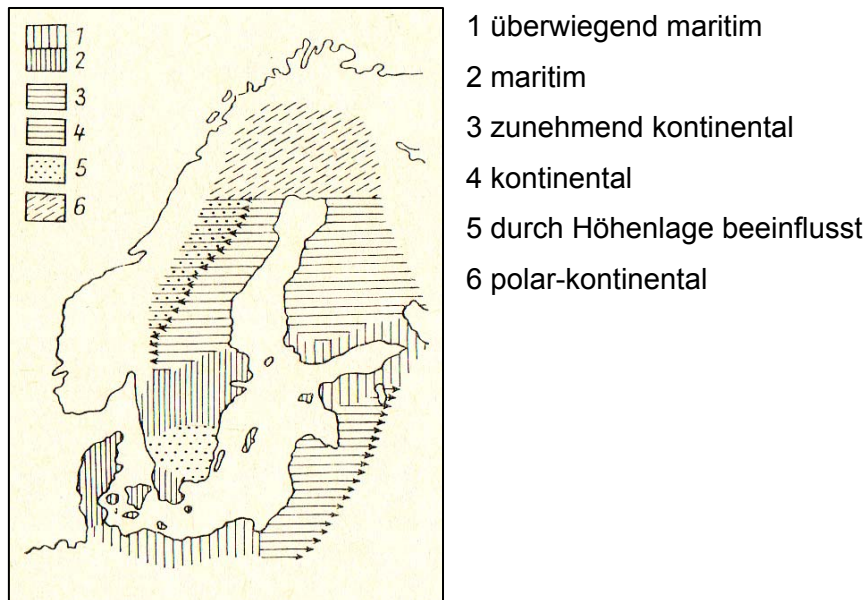 1
2
3
4
5
6
1 überwiegend maritim
2 maritim
3 zunehmend kontinental
4 kontinental
5 durch Höhenlage beeinflusst
6 polar-kontinental